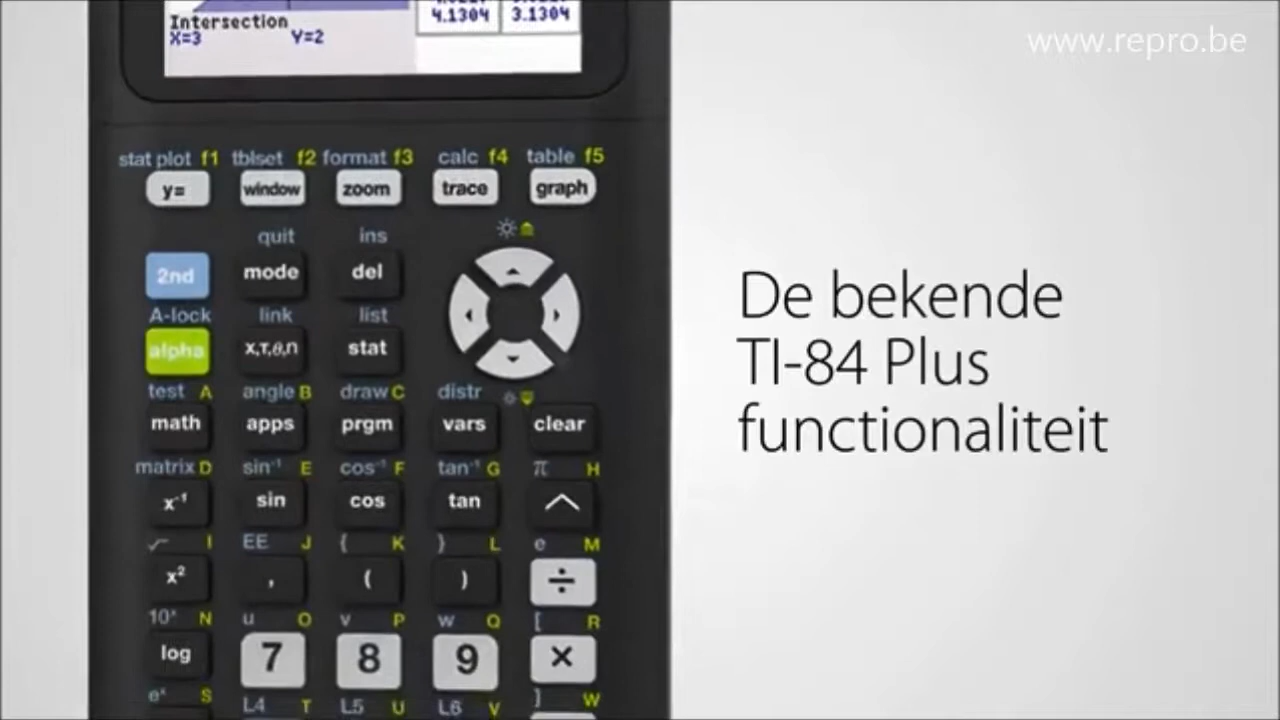 4.1304 3.1304
Intersection
X=3 Y=2
www.repro.be
stat plot f1 tblset f2 format f3 calc f4 table f5
y= window zoom trace graph
quit ins
2nd mode del
A-lock link list
alpha X,T,θ,n stat
test A angle B draw C distr
math apps prgm vars clear
matrix D sin⁻¹ E cos⁻¹ F tan⁻¹ G π H
x⁻¹ sin cos tan ^
√ I EE J { K } L e M
x² , ( ) ÷
10ˣ N u O v P w Q [ R
log 7 8 9 ×
eˣ S L4 T L5 U L6 V ] W
De bekende
TI-84 Plus
functionaliteit